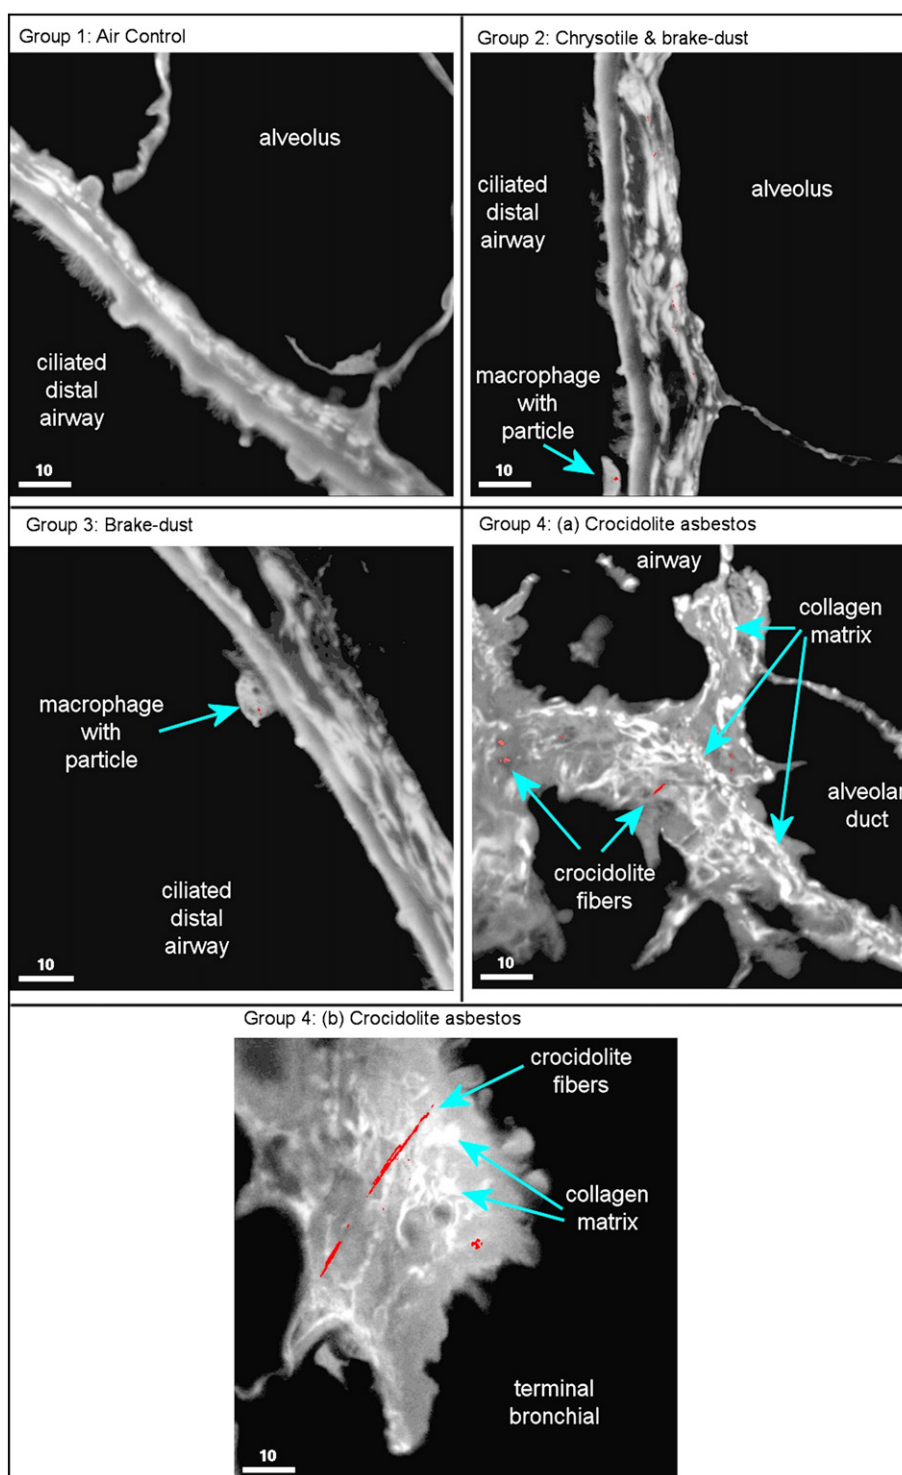 Group 1: Air Control
alveolus
ciliated
distal
airway
10
Group 2: Chrysotile & brake-dust
ciliated
distal
airway
alveolus
macrophage
with
particle
10
Group 3: Brake-dust
macrophage
with
particle
ciliated
distal
airway
10
Group 4: (a) Crocidolite asbestos
airway
collagen
matrix
alveolar
duct
crocidolite
fibers
10
Group 4: (b) Crocidolite asbestos
crocidolite
fibers
collagen
matrix
terminal
bronchial
10